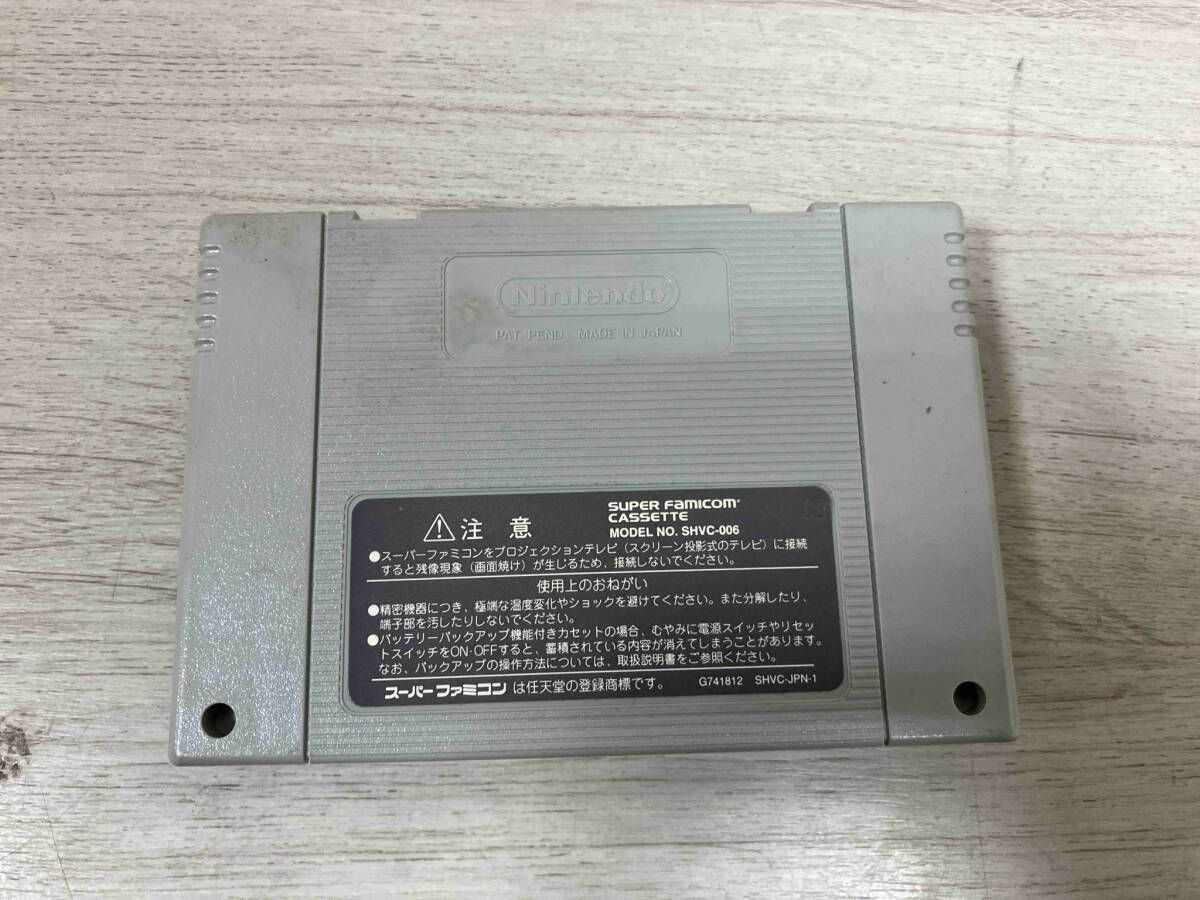 Nintendo
PAT. PEND. MADE IN JAPAN
⚠注意
SUPER FAMICOM
CASSETTE
MODEL NO. SHVC-006
●スーパーファミコンをプロジェクションテレビ(スクリーン投影式のテレビ)に接続
すると残像現象(画面焼け)が生じるため、接続しないでください。
使用上のおねがい
●精密機器につき、極端な温度変化やショックを避けてください。また分解したり、
端子部を汚したりしないでください。
●バッテリーバックアップ機能付きカセットの場合、むやみに電源スイッチやリセッ
トスイッチをON・OFFすると、蓄積されている内容が消えてしまうことがあります。
なお、バックアップの操作方法については、取扱説明書をご参照ください。
スーパーファミコン は任天堂の登録商標です。 G741812 SHVC-JPN-1